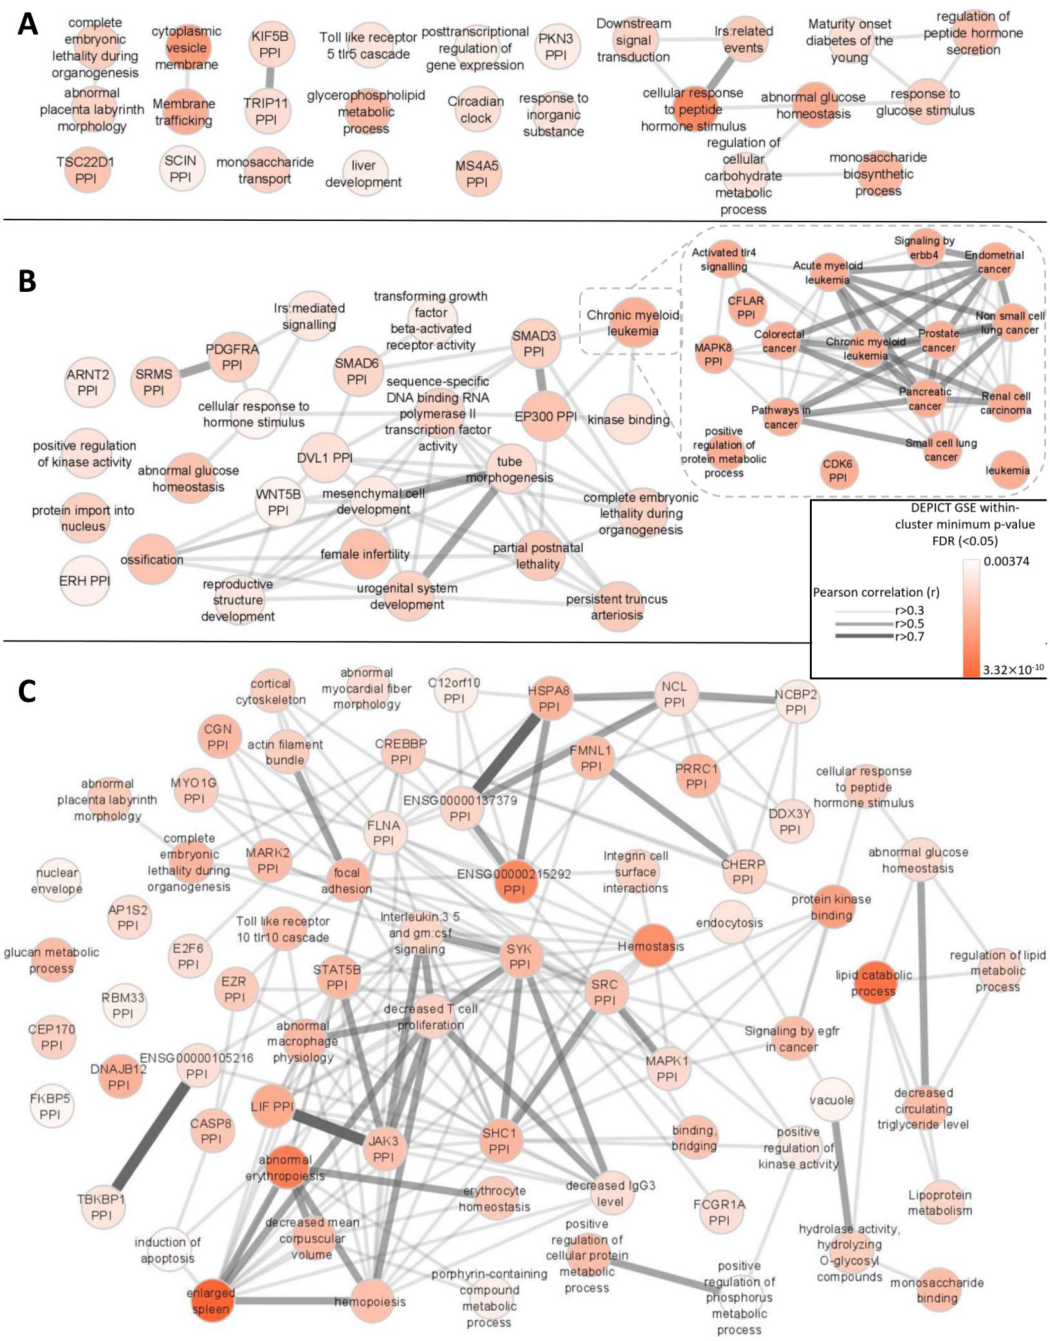 A
complete
embryonic
lethality during
organogenesis
cytoplasmic
vesicle
membrane
KIF5B
PPI
Toll like receptor
5 tlr5 cascade
posttranscriptional
regulation of
gene expression
PKN3
PPI
Downstream
signal
transduction
Irs:related
events
Maturity onset
diabetes of the
young
regulation of
peptide hormone
secretion
abnormal
placenta labyrinth
morphology
Membrane
trafficking
TRIP11
PPI
glycerophospholipid
metabolic
process
Circadian
clock
response to
inorganic
substance
cellular response
to peptide
hormone stimulus
abnormal glucose
homeostasis
response to
glucose stimulus
TSC22D1
PPI
SCIN
PPI
monosaccharide
transport
liver
development
MS4A5
PPI
regulation of
cellular
carbohydrate
metabolic
process
monosaccharide
biosynthetic
process
B
Irs:mediated
signalling
transforming growth
factor
beta-activated
receptor activity
SMAD3
PPI
Chronic myeloid
leukemia
ARNT2
PPI
SRMS
PPI
PDGFRA
PPI
SMAD6
PPI
cellular response to
hormone stimulus
sequence-specific
DNA binding RNA
polymerase II
transcription factor
activity
EP300 PPI
kinase binding
positive regulation
of kinase activity
abnormal glucose
homeostasis
DVL1 PPI
tube
morphogenesis
WNT5B
PPI
mesenchymal cell
development
complete embryonic
lethality during
organogenesis
protein import into
nucleus
ossification
female infertility
partial postnatal
lethality
ERH PPI
reproductive
structure
development
urogenital system
development
persistent truncus
arteriosis
Activated tlr4
signalling
Acute myeloid
leukemia
Signaling by
erbb4
Endometrial
cancer
CFLAR
PPI
Non small cell
lung cancer
MAPK8
PPI
Colorectal
cancer
Chronic myeloid
leukemia
Prostate
cancer
Pancreatic
cancer
Renal cell
carcinoma
Pathways in
cancer
positive
regulation of
protein metabolic
process
Small cell lung
cancer
CDK6
PPI
leukemia
DEPICT GSE within-
cluster minimum p-value
FDR (<0.05)
0.00374
Pearson correlation (r)
r>0.3
r>0.5
r>0.7
3.32×10⁻¹⁰
C
cortical
cytoskeleton
abnormal
myocardial fiber
morphology
C12orf10
PPI
HSPA8
PPI
NCL
PPI
NCBP2
PPI
CGN
PPI
actin filament
bundle
CREBBP
PPI
FMNL1
PPI
PRRC1
PPI
abnormal
placenta labyrinth
morphology
MYO1G
PPI
ENSG00000137379
PPI
cellular response
to peptide
hormone stimulus
FLNA
PPI
DDX3Y
PPI
complete
embryonic
lethality during
organogenesis
MARK2
PPI
focal
adhesion
ENSG00000215292
PPI
Integrin cell
surface
interactions
CHERP
PPI
abnormal glucose
homeostasis
nuclear
envelope
AP1S2
PPI
Toll like receptor
10 tlr10 cascade
Interleukin:3 5
and gm:csf
signaling
endocytosis
protein kinase
binding
glucan metabolic
process
E2F6
PPI
STAT5B
PPI
SYK
PPI
Hemostasis
lipid catabolic
process
regulation of lipid
metabolic
process
RBM33
PPI
EZR
PPI
SRC
PPI
CEP170
PPI
abnormal
macrophage
physiology
decreased T cell
proliferation
Signaling by egfr
in cancer
DNAJB12
PPI
ENSG00000105216
PPI
MAPK1
PPI
FKBP5
PPI
LIF PPI
vacuole
decreased
circulating
triglyceride level
CASP8
PPI
JAK3
PPI
SHC1
PPI
binding,
bridging
positive
regulation of
kinase activity
abnormal
erythropoiesis
TBKBP1
PPI
erythrocyte
homeostasis
decreased IgG3
level
FCGR1A
PPI
Lipoprotein
metabolism
induction of
apoptosis
decreased mean
corpuscular
volume
positive
regulation of
cellular protein
metabolic
process
hydrolase activity,
hydrolyzing
O-glycosyl
compounds
enlarged
spleen
hemopoiesis
porphyrin-containing
compound
metabolic
process
positive
regulation of
phosphorus
metabolic
process
monosaccharide
binding